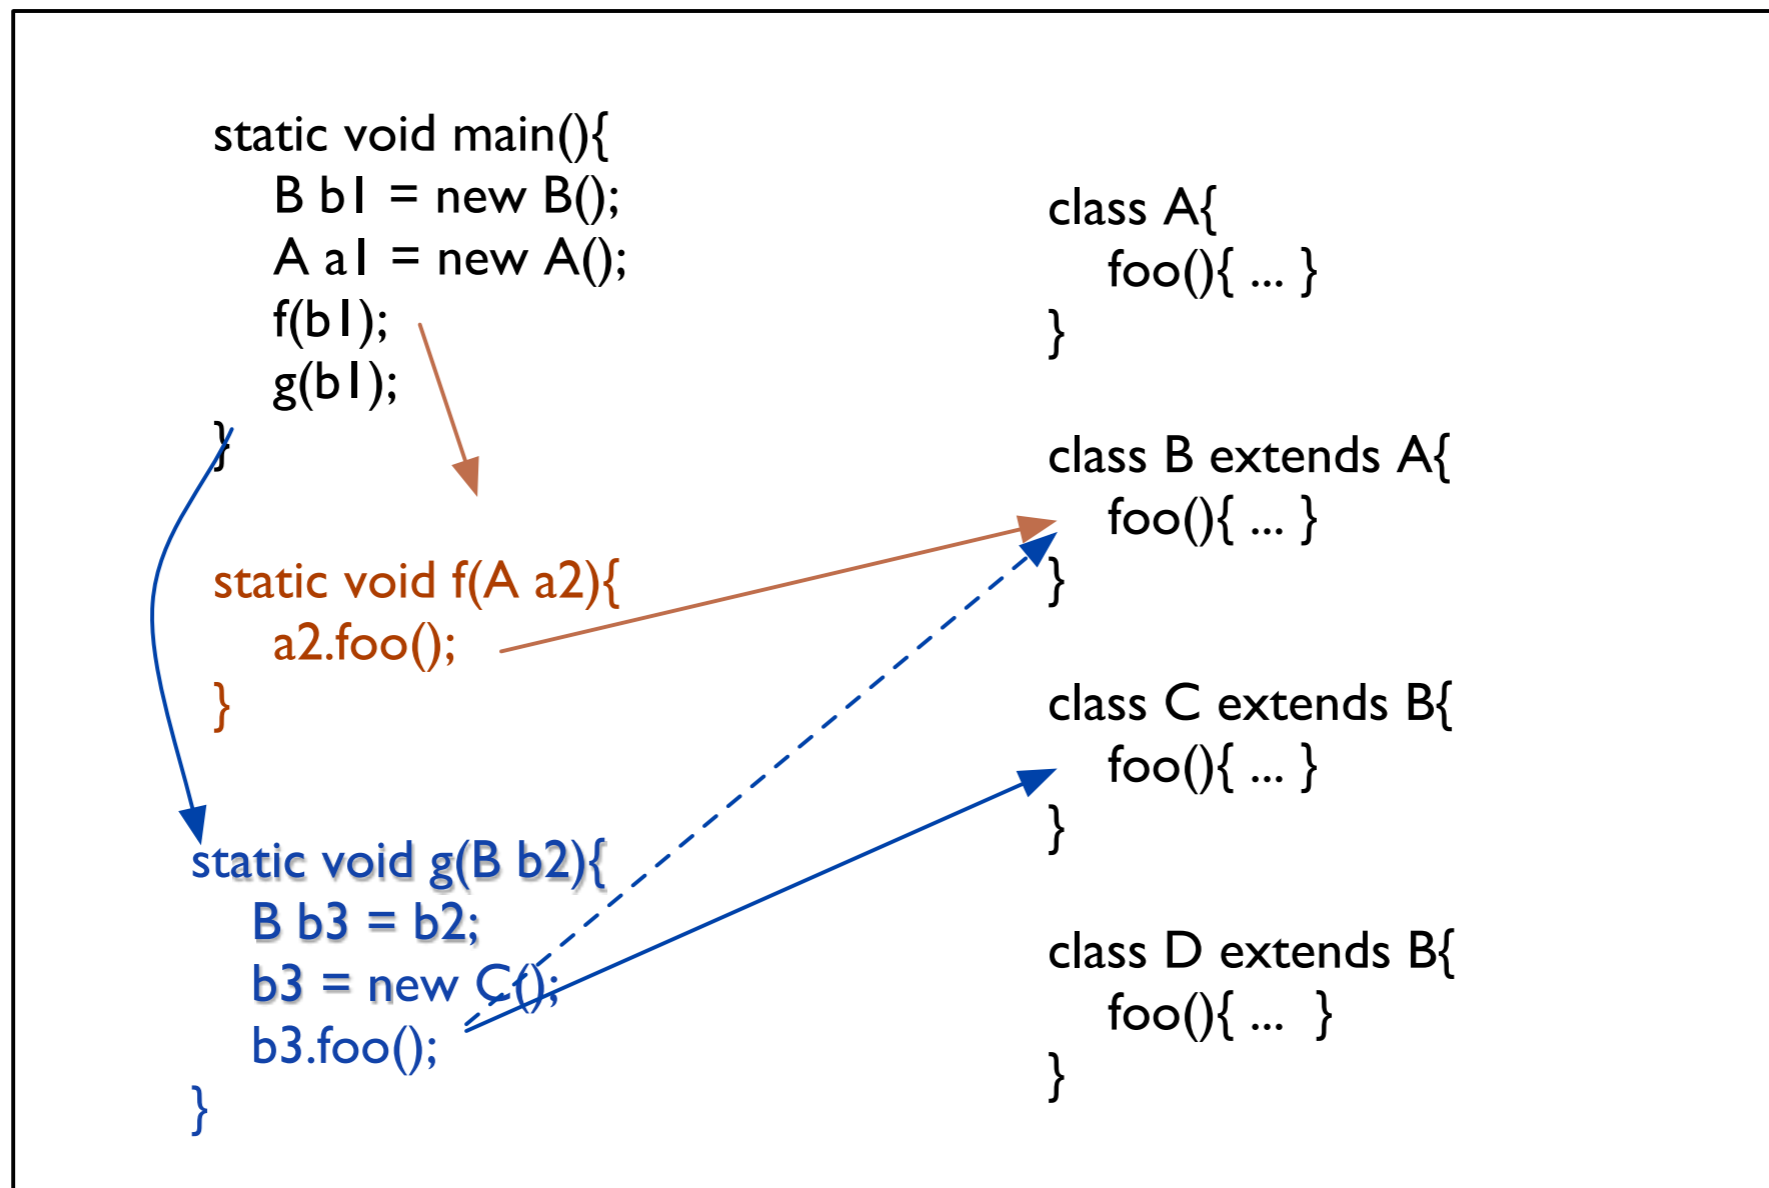 static void main(){
B b1 = new B();
A a1 = new A();
f(b1);
g(b1);
}
static void f(A a2){
a2.foo();
}
static void g(B b2){
B b3 = b2;
b3 = new C();
b3.foo();
}
class A{
foo(){ ... }
}
class B extends A{
foo(){ ... }
}
class C extends B{
foo(){ ... }
}
class D extends B{
foo(){ ... }
}